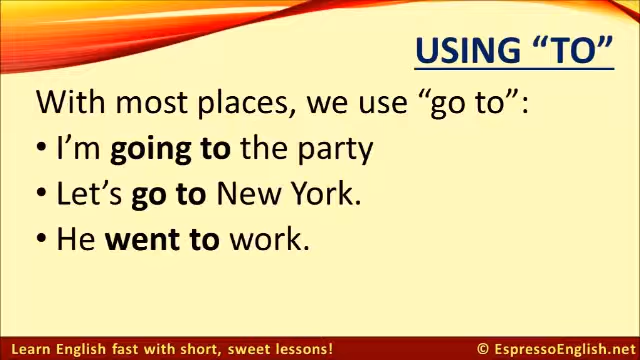 USING “TO”
With most places, we use “go to”:
• I’m going to the party
• Let’s go to New York.
• He went to work.
Learn English fast with short, sweet lessons!
© EspressoEnglish.net